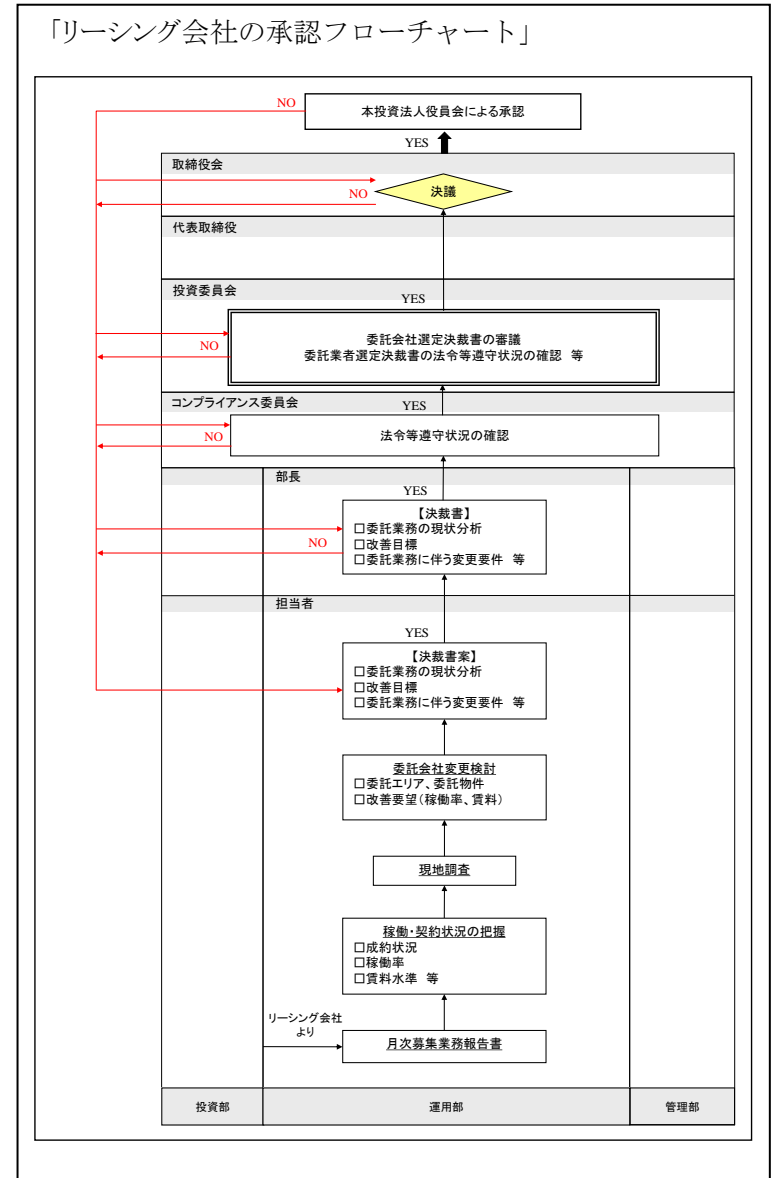 「リーシング会社の承認フローチャート」
NO
本投資法人役員会による承認
YES
取締役会
NO
決議
代表取締役
投資委員会
YES
委託会社選定決裁書の審議
委託業者選定決裁書の法令等遵守状況の確認 等
NO
コンプライアンス委員会
YES
法令等遵守状況の確認
NO
部長
YES
【決裁書】
□委託業務の現状分析
□改善目標
□委託業務に伴う変更要件 等
NO
担当者
YES
【決裁書案】
□委託業務の現状分析
□改善目標
□委託業務に伴う変更要件 等
委託会社変更検討
□委託エリア、委託物件
□改善要望(稼働率、賃料)
現地調査
稼働・契約状況の把握
□成約状況
□稼働率
□賃料水準 等
リーシング会社
より
月次募集業務報告書
投資部
運用部
管理部